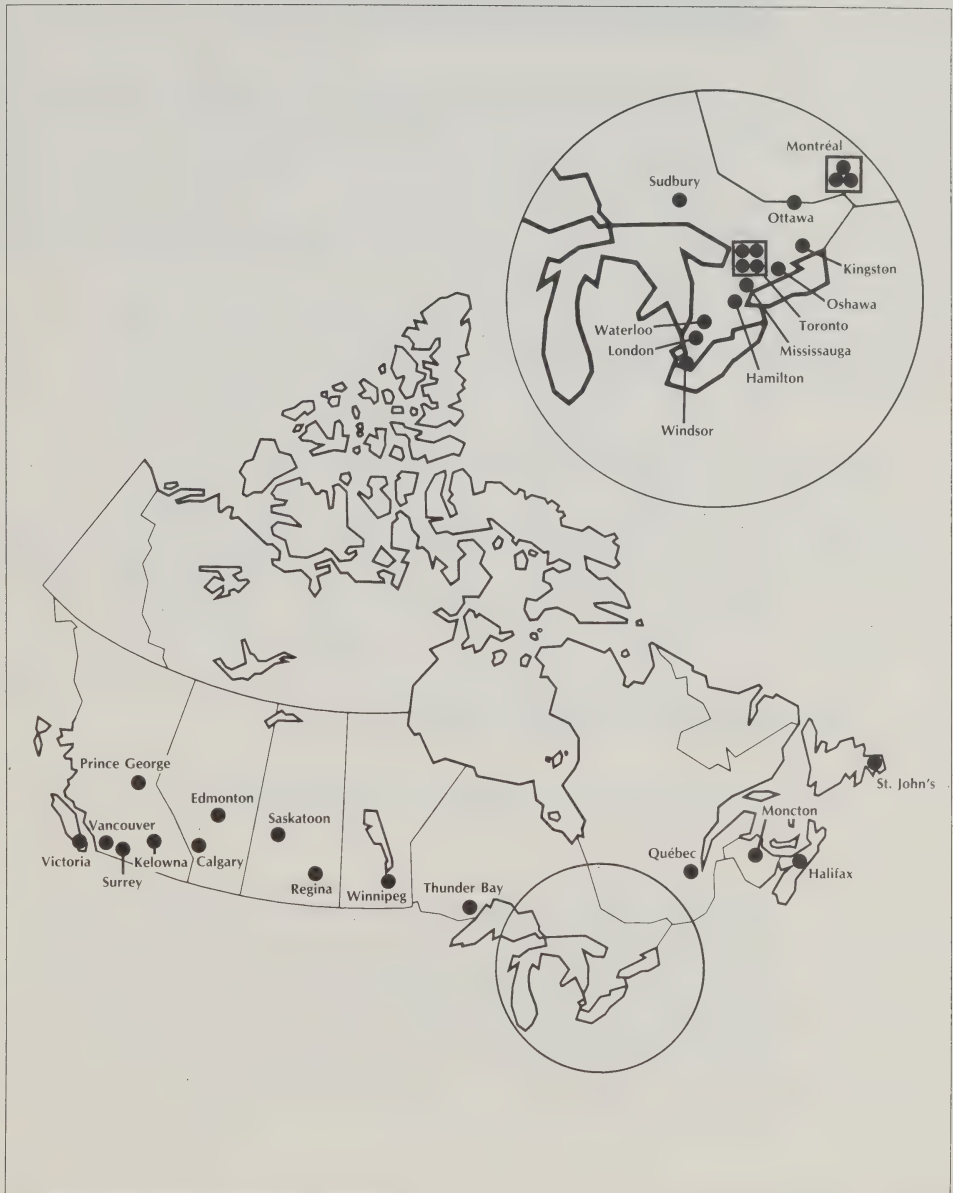 Montréal
Sudbury
Ottawa
Kingston
Oshawa
Toronto
Waterloo
London
Mississauga
Hamilton
Windsor
Prince George
Edmonton
St. John's
Vancouver
Saskatoon
Moncton
Victoria
Kelowna
Calgary
Québec
Halifax
Surrey
Regina
Winnipeg
Thunder Bay